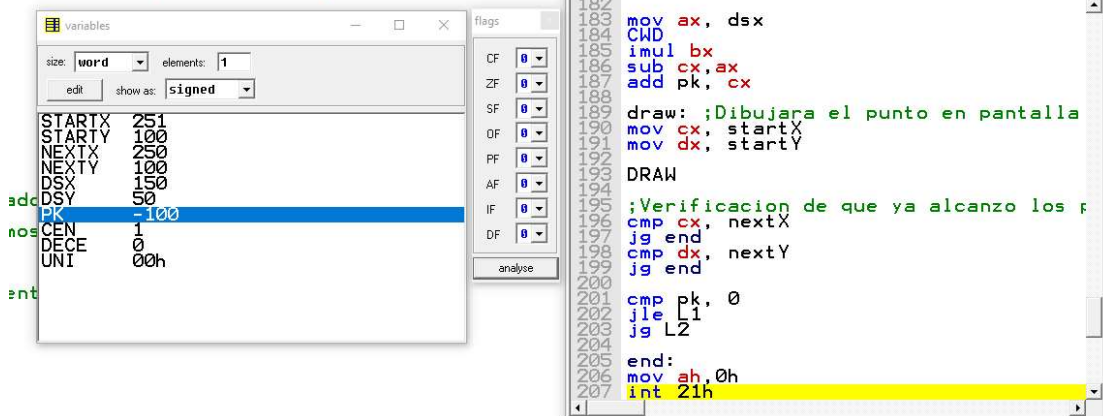 variables
size: word elements: 1
edit show as: signed
STARTX 251
STARTY 100
NEXTX 250
NEXTY 100
DSX 150
DSY 50
PK -100
CEN 1
DECE 0
UNI 00h
flags
CF 0
ZF 0
SF 0
OF 0
PF 0
AF 0
IF 0
DF 0
analyse
182
183 mov ax, dsx
184 CWD
185 imul bx
186 sub cx,ax
187 add pk, cx
188
189 draw: ;Dibujara el punto en pantalla
190 mov cx, startX
191 mov dx, startY
192
193 DRAW
194
195 ;Verificacion de que ya alcanzo los
196 cmp cx, nextX
197 jg end
198 cmp dx, nextY
199 jg end
200
201 cmp pk, 0
202 jle L1
203 jg L2
204
205 end:
206 mov ah,0h
207 int 21h